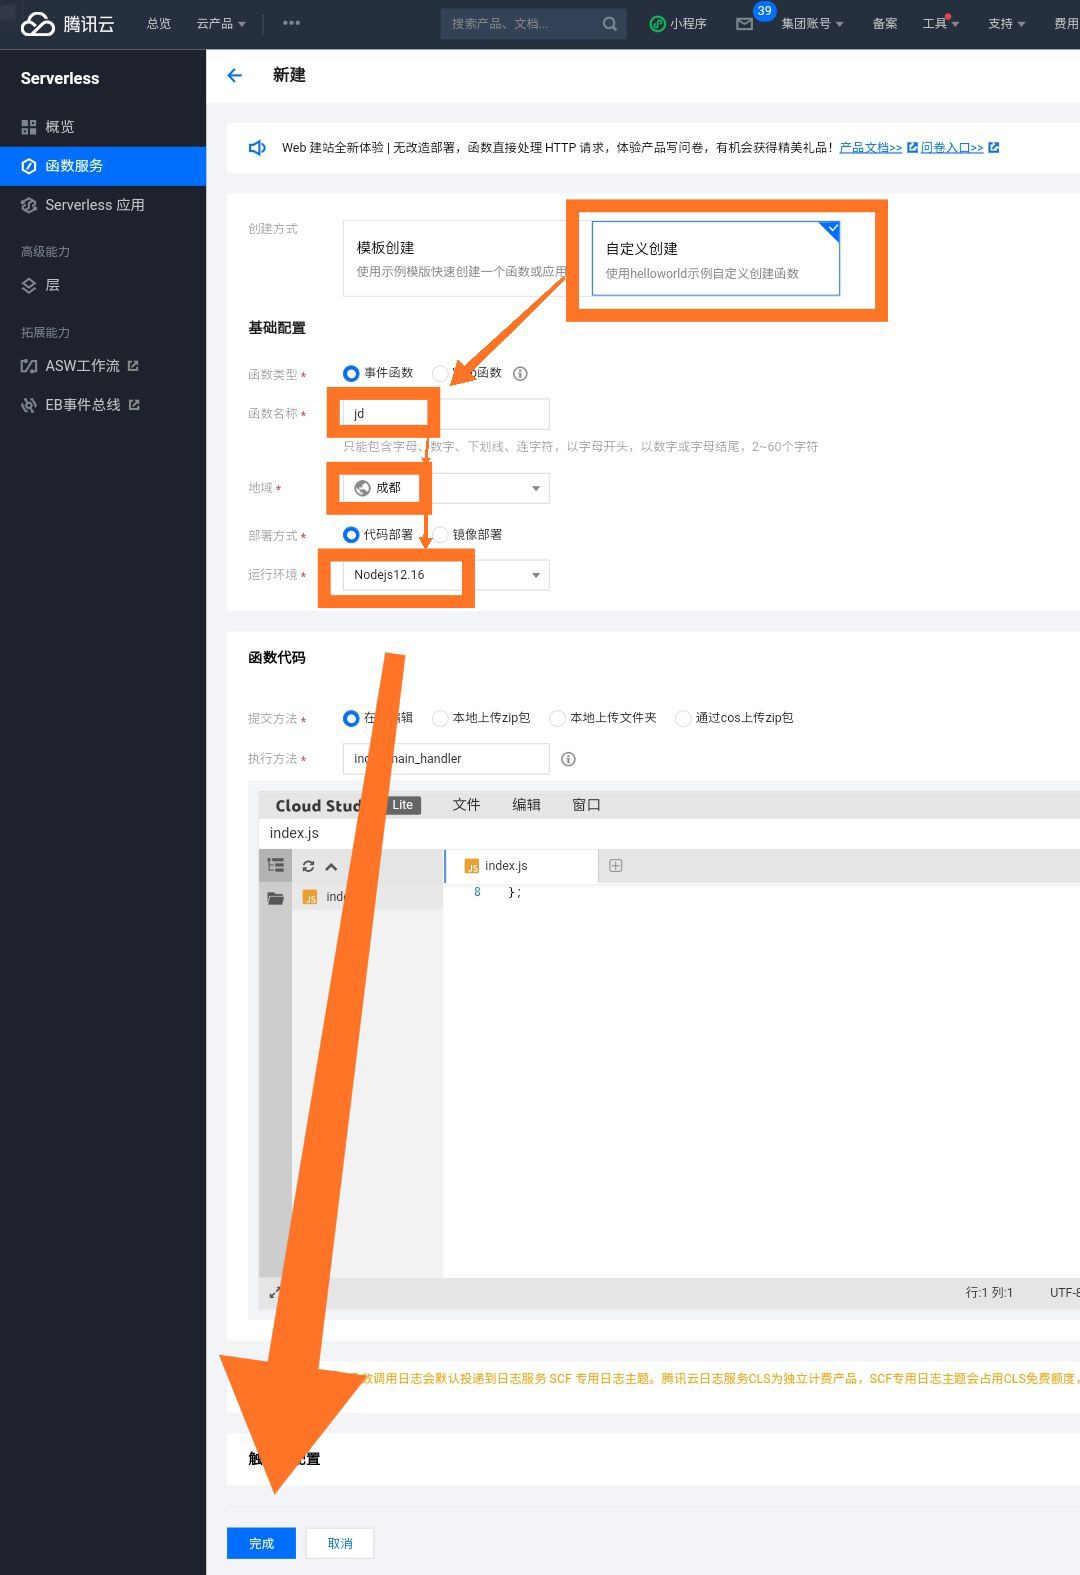 腾讯云 总览 云产品 ••• 搜索产品、文档... 小程序 39 集团账号 备案 工具 支持 费用
Serverless
新建
概览
函数服务
Serverless 应用
高级能力
层
拓展能力
ASW工作流
EB事件总线
Web 建站全新体验 | 无改造部署，函数直接处理 HTTP 请求，体验产品写问卷，有机会获得精美礼品！ 产品文档>> 问卷入口>>
创建方式
模板创建
使用示例模版快速创建一个函数或应用
自定义创建
使用helloworld示例自定义创建函数
基础配置
函数类型* 事件函数 函数
函数名称* jd
只能包含字母、数字、下划线、连字符，以字母开头，以数字或字母结尾，2~60个字符
地域* 成都
部署方式* 代码部署 镜像部署
运行环境* Nodejs12.16
函数代码
提交方法* 在 辑 本地上传zip包 本地上传文件夹 通过cos上传zip包
执行方法* main_handler
Cloud Stud Lite 文件 编辑 窗口
index.js
index.js
8 };
行:1 列:1 UTF-8
数调用日志会默认投递到日志服务 SCF 专用日志主题。腾讯云日志服务CLS为独立计费产品，SCF专用日志主题会占用CLS免费额度，
触 配置
完成 取消